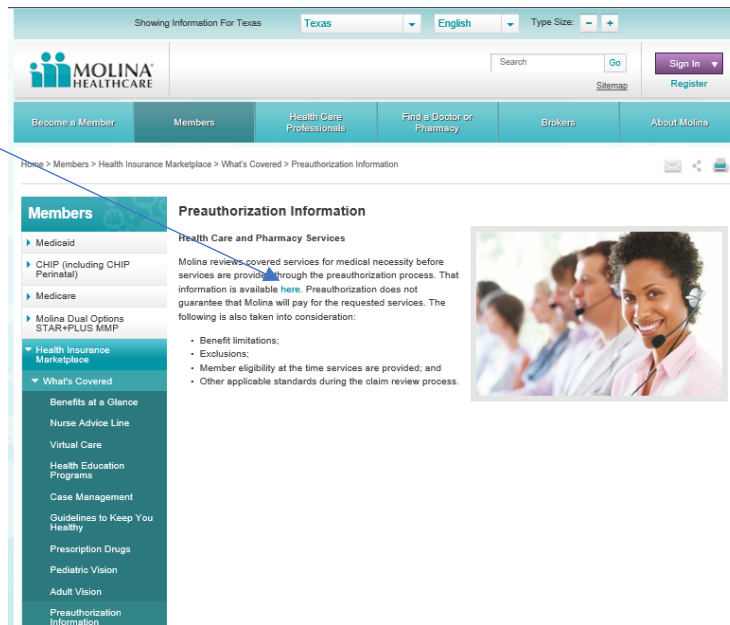 Showing Information For Texas
Texas
English
Type Size: - +
MOLINA®
HEALTHCARE
Search
Go
Sign In
Sitemap
Register
Become a Member
Members
Health Care
Professionals
Find a Doctor or
Pharmacy
Brokers
About Molina
Home > Members > Health Insurance Marketplace > What's Covered > Preauthorization Information
Members
Medicaid
CHIP (including CHIP
Perinatal)
Medicare
Molina Dual Options
STAR+PLUS MMP
Health Insurance
Marketplace
What's Covered
Benefits at a Glance
Nurse Advice Line
Virtual Care
Health Education
Programs
Case Management
Guidelines to Keep You
Healthy
Prescription Drugs
Pediatric Vision
Adult Vision
Preauthorization
Information
Preauthorization Information
Health Care and Pharmacy Services
Molina reviews covered services for medical necessity before
services are provided through the preauthorization process. That
information is available here. Preauthorization does not
guarantee that Molina will pay for the requested services. The
following is also taken into consideration:
• Benefit limitations;
• Exclusions;
• Member eligibility at the time services are provided; and
• Other applicable standards during the claim review process.